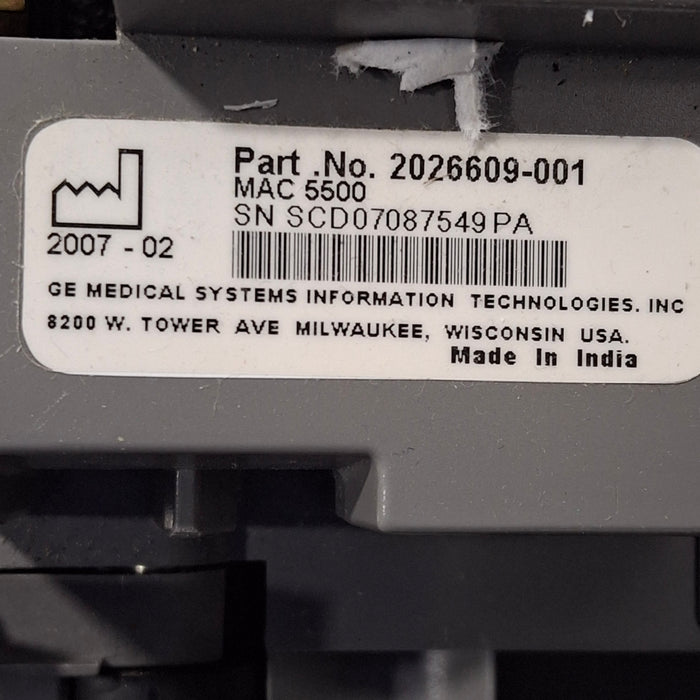 Part .No. 2026609-001
MAC 5500
SN SCD07087549PA
2007 - 02
GE MEDICAL SYSTEMS INFORMATION TECHNOLOGIES. INC
8200 W. TOWER AVE MILWAUKEE, WISCONSIN USA.
Made In India